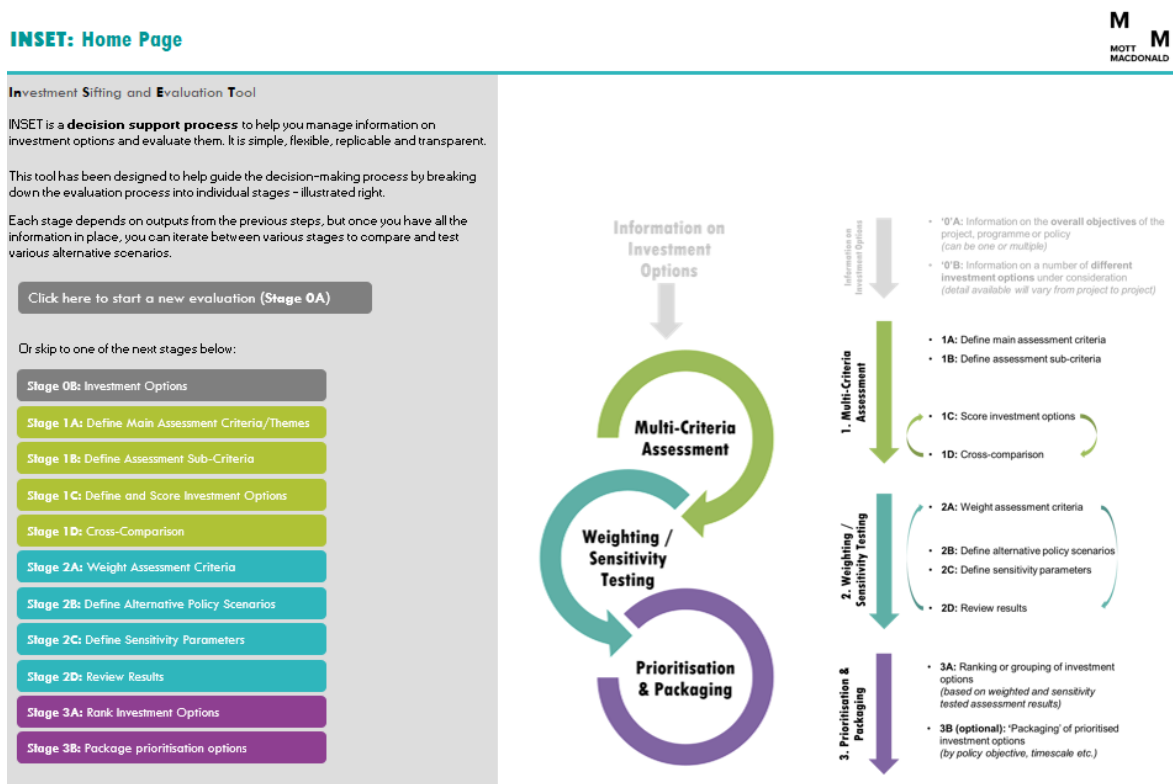 INSET: Home Page
M
M
MOTT
MACDONALD
Investment Sifting and Evaluation Tool
INSET is a decision support process to help you manage information on
investment options and evaluate them. It is simple, flexible, replicable and transparent.
This tool has been designed to help guide the decision-making process by breaking
down the evaluation process into individual stages - illustrated right.
Each stage depends on outputs from the previous steps, but once you have all the
information in place, you can iterate between various stages to compare and test
various alternative scenarios.
Click here to start a new evaluation (Stage 0A)
Or skip to one of the next stages below:
Stage 0B: Investment Options
Stage 1A: Define Main Assessment Criteria/Themes
Stage 1B: Define Assessment Sub-Criteria
Stage 1C: Define and Score Investment Options
Stage 1D: Cross-Comparison
Stage 2A: Weight Assessment Criteria
Stage 2B: Define Alternative Policy Scenarios
Stage 2C: Define Sensitivity Parameters
Stage 2D: Review Results
Stage 3A: Rank Investment Options
Stage 3B: Package prioritisation options
Information on
Investment
Options
Multi-Criteria
Assessment
Weighting /
Sensitivity
Testing
Prioritisation
& Packaging
Information on
Investment Options
• '0'A: Information on the overall objectives of the
project, programme or policy
(can be one or multiple)
• '0'B: Information on a number of different
investment options under consideration
(detail available will vary from project to project)
1. Multi-Criteria
Assessment
• 1A: Define main assessment criteria
• 1B: Define assessment sub-criteria
• 1C: Score investment options
• 1D: Cross-comparison
2. Weighting /
Sensitivity Testing
• 2A: Weight assessment criteria
• 2B: Define alternative policy scenarios
• 2C: Define sensitivity parameters
• 2D: Review results
3. Prioritisation &
Packaging
• 3A: Ranking or grouping of investment
options
(based on weighted and sensitivity
tested assessment results)
• 3B (optional): 'Packaging' of prioritised
investment options
(by policy objective, timescale etc.)